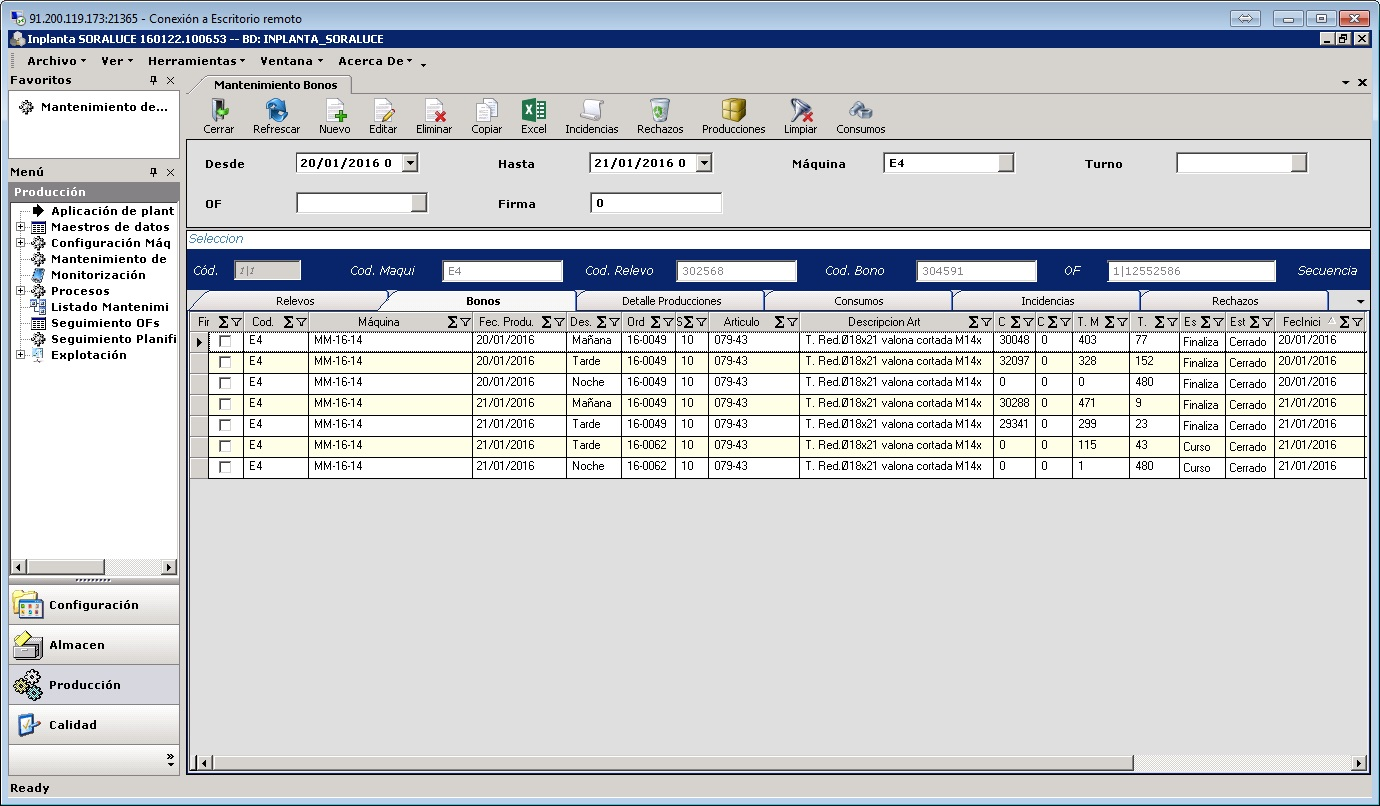 91.200.119.173:21365 - Conexión a Escritorio remoto
Inplanta SORALUCE 160122.100653 -- BD: INPLANTA_SORALUCE
Archivo Ver Herramientas Ventana Acerca De
Favoritos
Mantenimiento de...
Menú
Producción
Aplicación de plant
Maestros de datos
Configuración Máq
Mantenimiento de
Monitorización
Procesos
Listado Mantenimi
Seguimiento OFs
Seguimiento Planifi
Explotación
Configuración
Almacen
Producción
Calidad
»
Mantenimiento Bonos
Cerrar Refrescar Nuevo Editar Eliminar Copiar Excel Incidencias Rechazos Producciones Limpiar Consumos
Desde 20/01/2016 0 Hasta 21/01/2016 0 Máquina E4 Turno
OF Firma 0
Seleccion
Cód. 1|1 Cod. Maqui E4 Cod. Relevo 302568 Cod. Bono 304591 OF 1|12552586 Secuencia
Relevos Bonos Detalle Producciones Consumos Incidencias Rechazos
Fir Σ Cod. Σ Máquina Σ Fec. Produ. Σ Des. Σ Ord Σ S Σ Articulo Σ Descripcion Art Σ C Σ C Σ T. M Σ T. Σ Es Σ Est Σ FecInici Σ
E4 MM-16-14 20/01/2016 Mañana 16-0049 10 079-43 T. Red.Ø18x21 valona cortada M14x 30048 0 403 77 Finaliza Cerrado 20/01/2016
E4 MM-16-14 20/01/2016 Tarde 16-0049 10 079-43 T. Red.Ø18x21 valona cortada M14x 32097 0 328 152 Finaliza Cerrado 20/01/2016
E4 MM-16-14 20/01/2016 Noche 16-0049 10 079-43 T. Red.Ø18x21 valona cortada M14x 0 0 0 480 Finaliza Cerrado 20/01/2016
E4 MM-16-14 21/01/2016 Mañana 16-0049 10 079-43 T. Red.Ø18x21 valona cortada M14x 30288 0 471 9 Finaliza Cerrado 21/01/2016
E4 MM-16-14 21/01/2016 Tarde 16-0049 10 079-43 T. Red.Ø18x21 valona cortada M14x 29341 0 299 23 Finaliza Cerrado 21/01/2016
E4 MM-16-14 21/01/2016 Tarde 16-0062 10 079-43 T. Red.Ø18x21 valona cortada M14x 0 0 115 43 Curso Cerrado 21/01/2016
E4 MM-16-14 21/01/2016 Noche 16-0062 10 079-43 T. Red.Ø18x21 valona cortada M14x 0 0 1 480 Curso Cerrado 21/01/2016
Ready